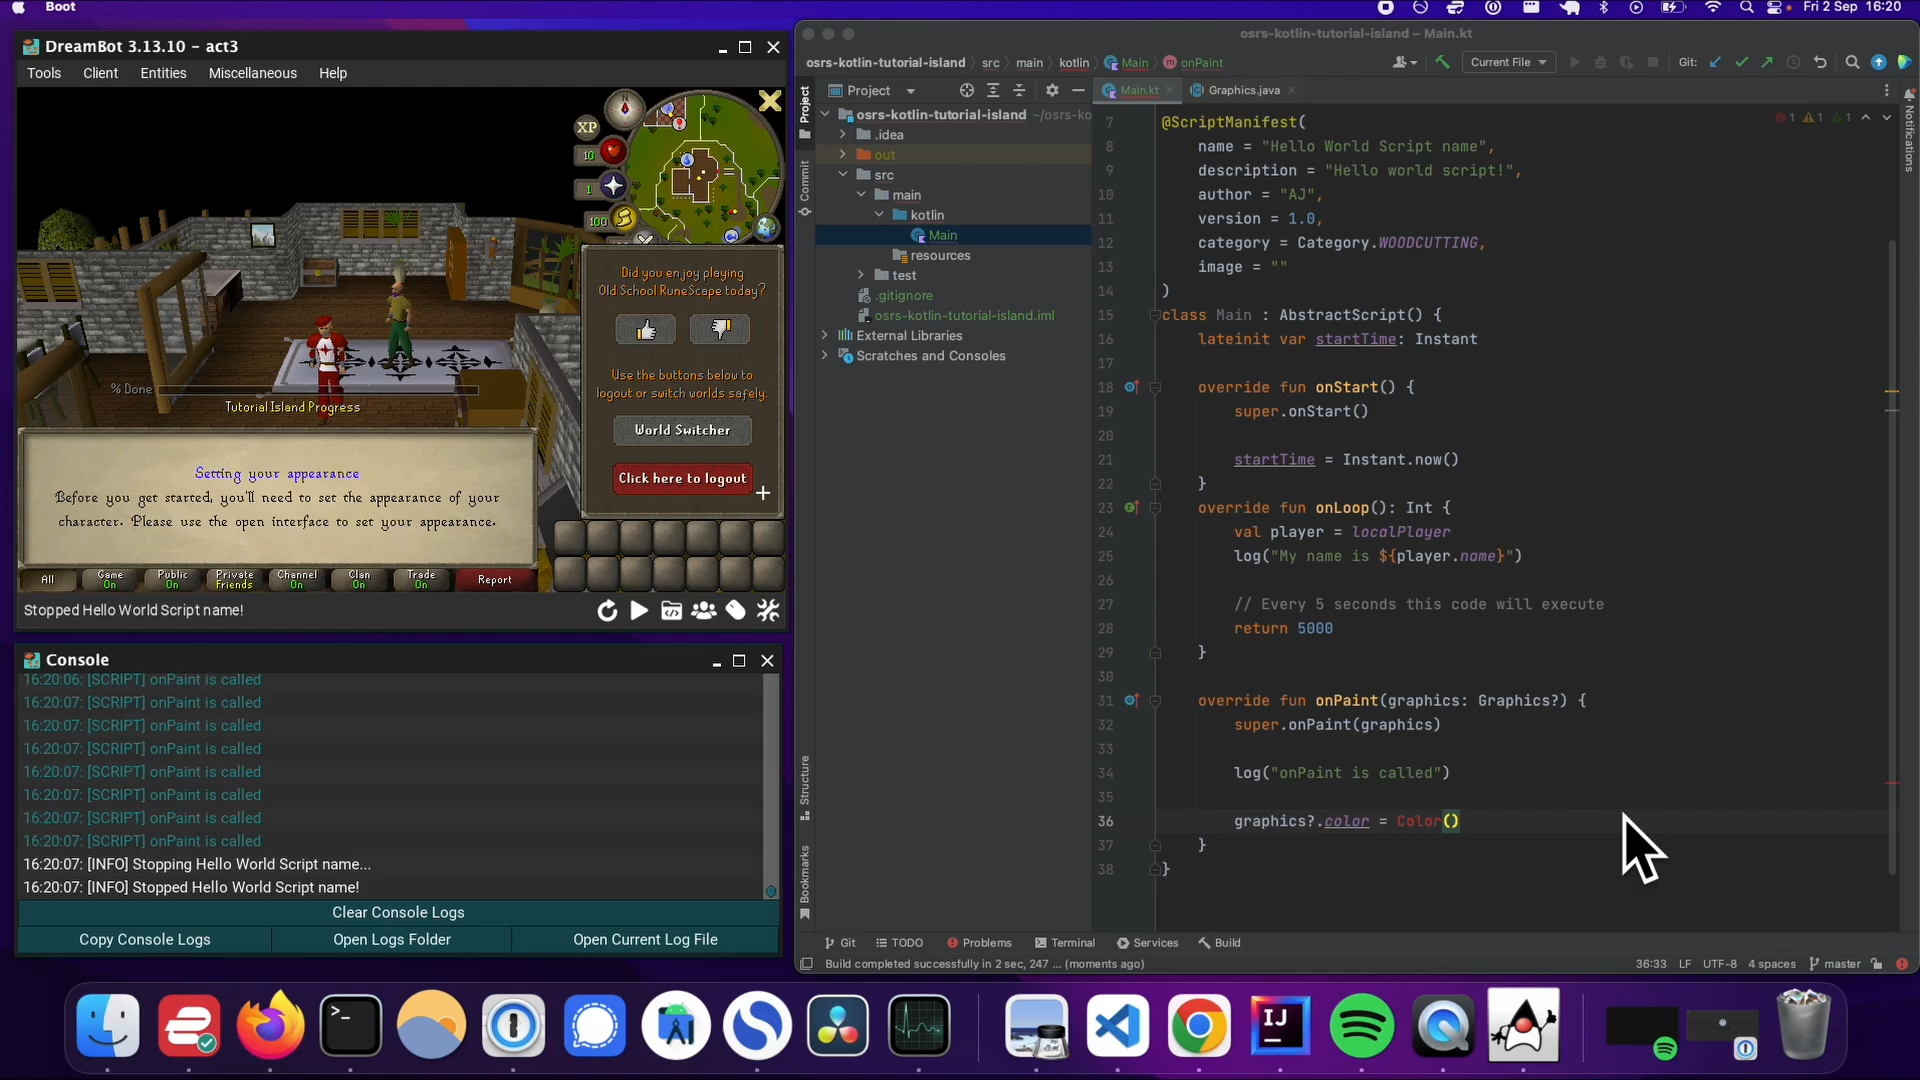 Boot
Fri 2 Sep 16:20
DreamBot 3.13.10 - act3
Tools Client Entities Miscellaneous Help
XP
10
1
100
Did you enjoy playing
Old School RuneScape today?
Use the buttons below to
logout or switch worlds safely.
World Switcher
Click here to logout
% Done
Tutorial Island Progress
Setting your appearance
Before you get started, you'll need to set the appearance of your
character. Please use the open interface to set your appearance.
All
Game
On
Public
On
Private
Friends
Channel
On
Clan
On
Trade
On
Report
Stopped Hello World Script name!
Console
16:20:06: [SCRIPT] onPaint is called
16:20:07: [SCRIPT] onPaint is called
16:20:07: [SCRIPT] onPaint is called
16:20:07: [SCRIPT] onPaint is called
16:20:07: [SCRIPT] onPaint is called
16:20:07: [SCRIPT] onPaint is called
16:20:07: [SCRIPT] onPaint is called
16:20:07: [SCRIPT] onPaint is called
16:20:07: [INFO] Stopping Hello World Script name...
16:20:07: [INFO] Stopped Hello World Script name!
Clear Console Logs
Copy Console Logs Open Logs Folder Open Current Log File
osrs-kotlin-tutorial-island – Main.kt
osrs-kotlin-tutorial-island src main kotlin Main onPaint
Current File
Git:
Project
Main.kt Graphics.java
Project
Commit
Structure
Bookmarks
Notifications
osrs-kotlin-tutorial-island ~/osrs-ko
.idea
out
src
main
kotlin
Main
resources
test
.gitignore
osrs-kotlin-tutorial-island.iml
External Libraries
Scratches and Consoles
1 1 1
7 @ScriptManifest(
8 name = "Hello World Script name",
9 description = "Hello world script!",
10 author = "AJ",
11 version = 1.0,
12 category = Category.WOODCUTTING,
13 image = ""
14 )
15 class Main : AbstractScript() {
16 lateinit var startTime: Instant
17
18 override fun onStart() {
19 super.onStart()
20
21 startTime = Instant.now()
22 }
23 override fun onLoop(): Int {
24 val player = localPlayer
25 log("My name is ${player.name}")
26
27 // Every 5 seconds this code will execute
28 return 5000
29 }
30
31 override fun onPaint(graphics: Graphics?) {
32 super.onPaint(graphics)
33
34 log("onPaint is called")
35
36 graphics?.color = Color()
37 }
38 }
Git TODO Problems Terminal Services Build
Build completed successfully in 2 sec, 247 ... (moments ago)
36:33 LF UTF-8 4 spaces master
>_
IJ